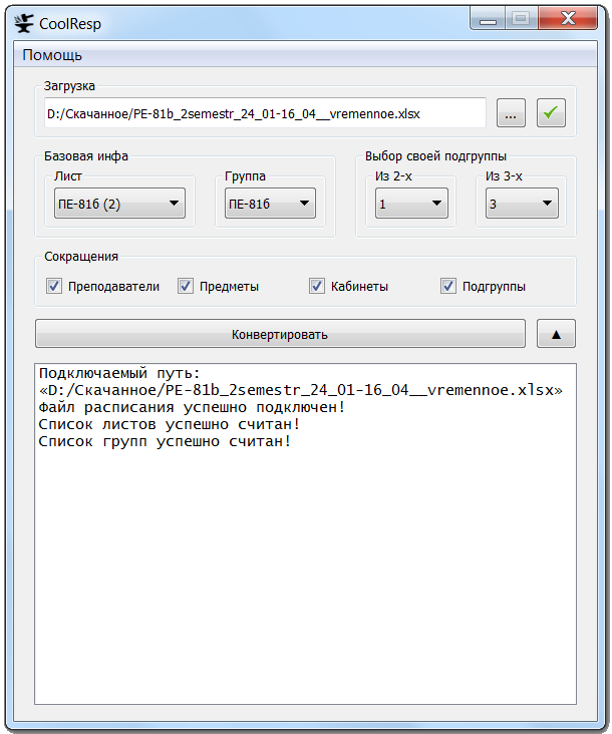 CoolResp
Помощь
Загрузка
D:/Скачанное/PE-81b_2semestr_24_01-16_04__vremennoe.xlsx
...
Базовая инфа
Выбор своей подгруппы
Лист
Группа
Из 2-х
Из 3-х
ПЕ-81б (2)
ПЕ-81б
1
3
Сокращения
Преподаватели
Предметы
Кабинеты
Подгруппы
Конвертировать
▲
Подключаемый путь:
«D:/Скачанное/PE-81b_2semestr_24_01-16_04__vremennoe.xlsx»
Файл расписания успешно подключен!
Список листов успешно считан!
Список групп успешно считан!